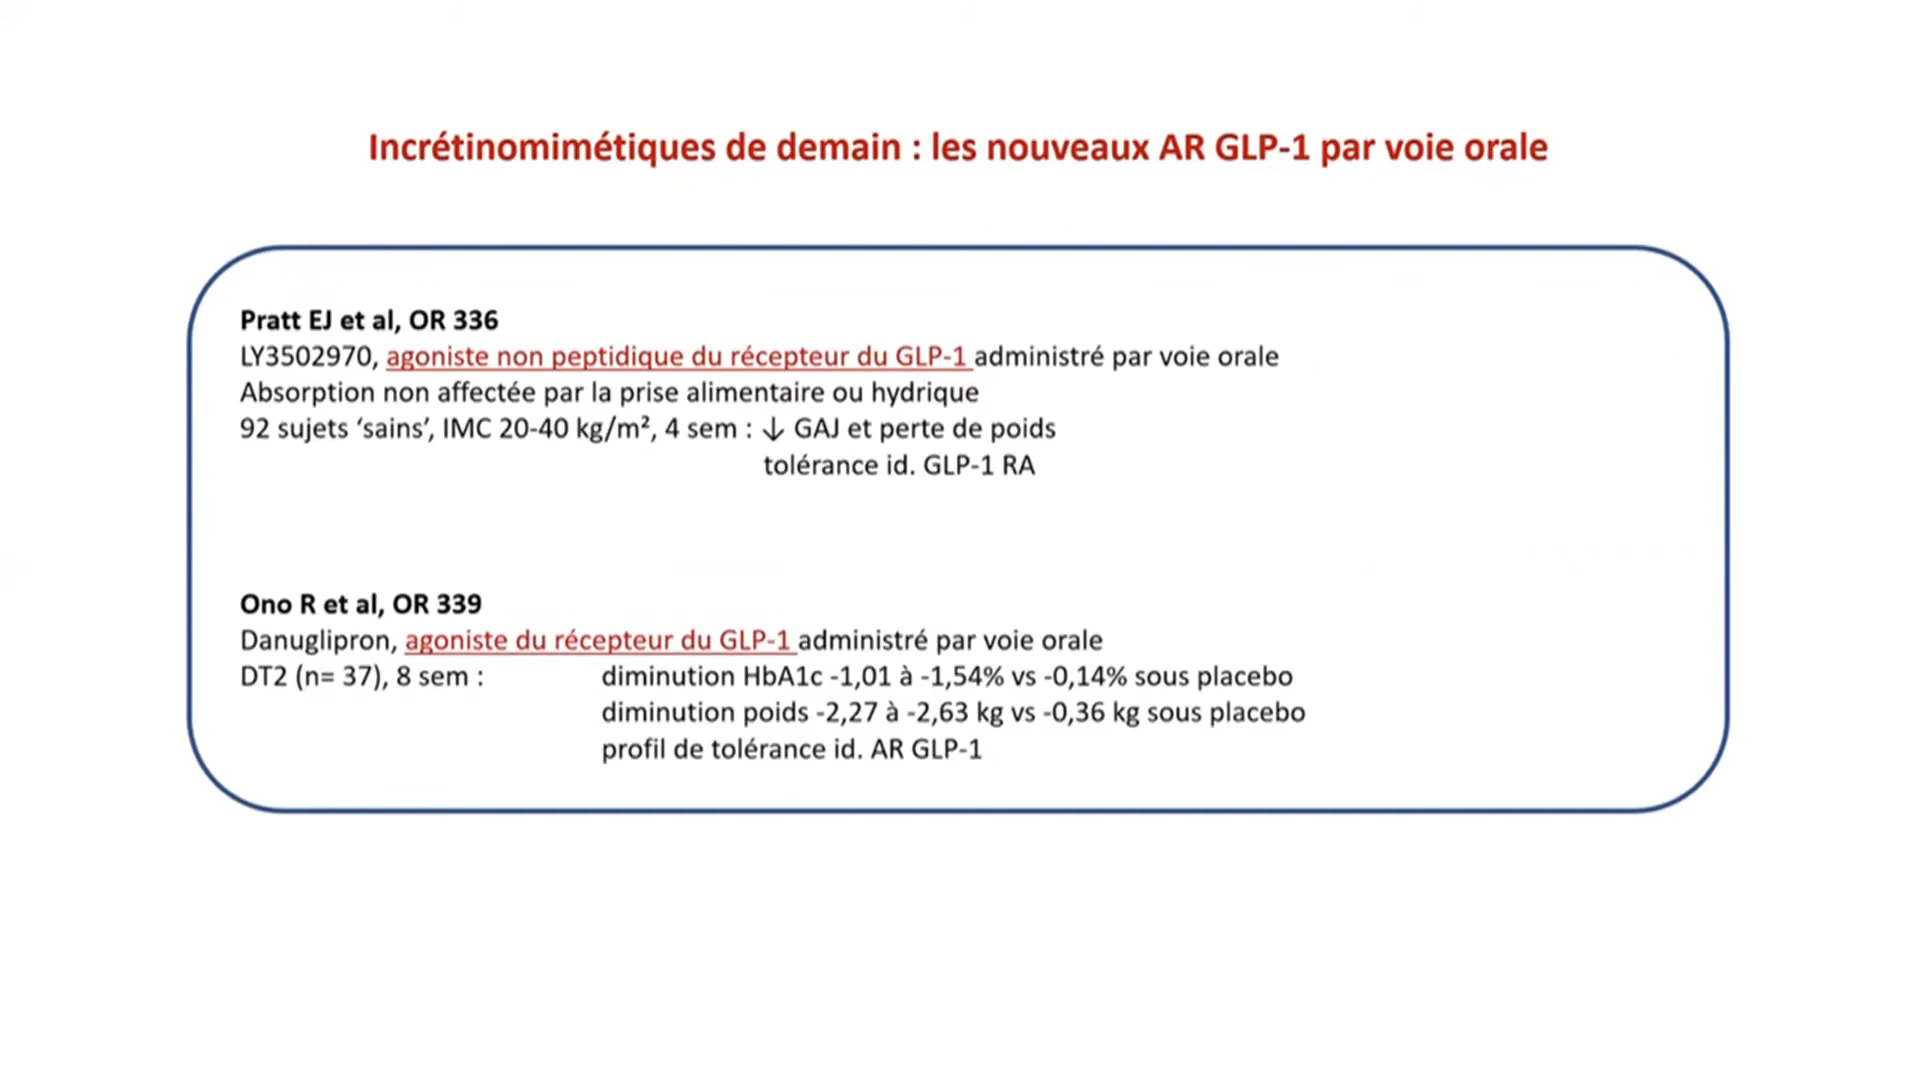 Incrétinomimétiques de demain : les nouveaux AR GLP-1 par voie orale
Pratt EJ et al, OR 336
LY3502970, agoniste non peptidique du récepteur du GLP-1 administré par voie orale
Absorption non affectée par la prise alimentaire ou hydrique
92 sujets ‘sains’, IMC 20-40 kg/m², 4 sem : ↓ GAJ et perte de poids
tolérance id. GLP-1 RA
Ono R et al, OR 339
Danuglipron, agoniste du récepteur du GLP-1 administré par voie orale
DT2 (n= 37), 8 sem : diminution HbA1c -1,01 à -1,54% vs -0,14% sous placebo
diminution poids -2,27 à -2,63 kg vs -0,36 kg sous placebo
profil de tolérance id. AR GLP-1